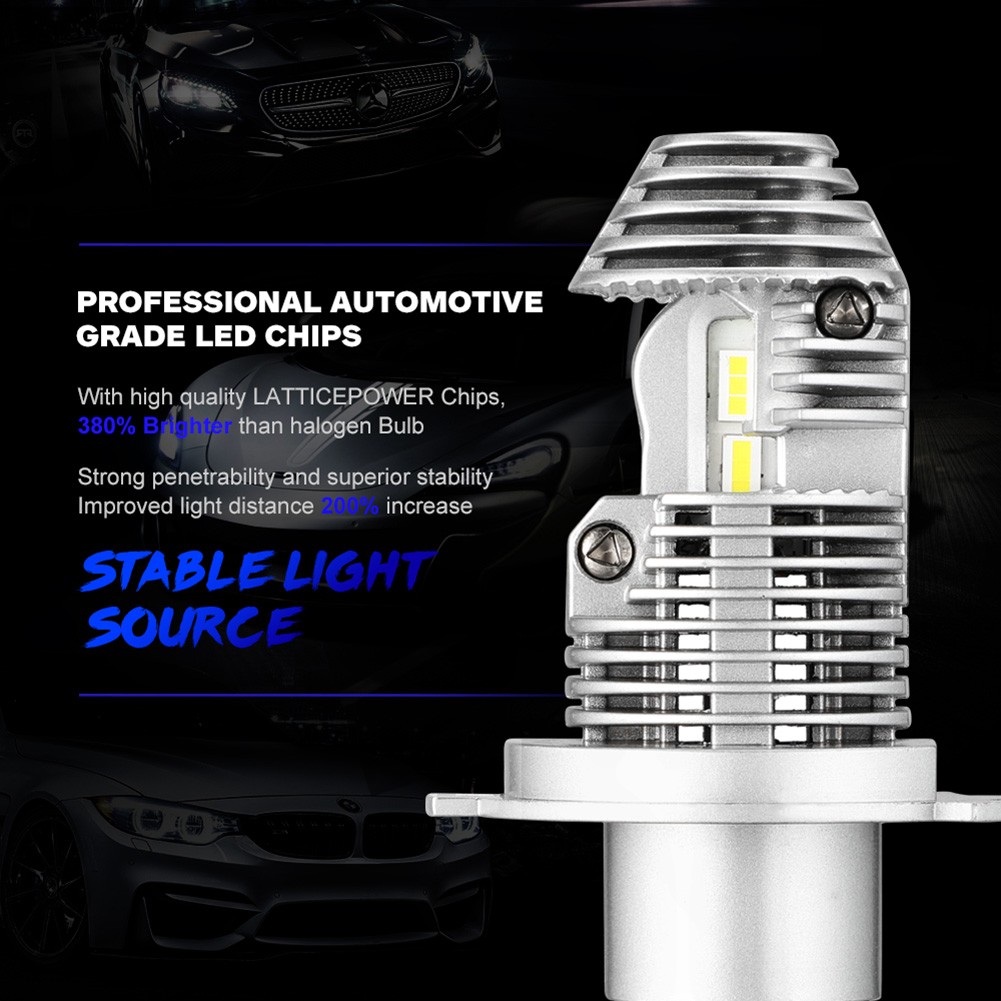 PROFESSIONAL AUTOMOTIVE
GRADE LED CHIPS
With high quality LATTICEPOWER Chips,
380% Brighter than halogen Bulb
Strong penetrability and superior stability
Improved light distance 200% increase
STABLE LIGHT
SOURCE